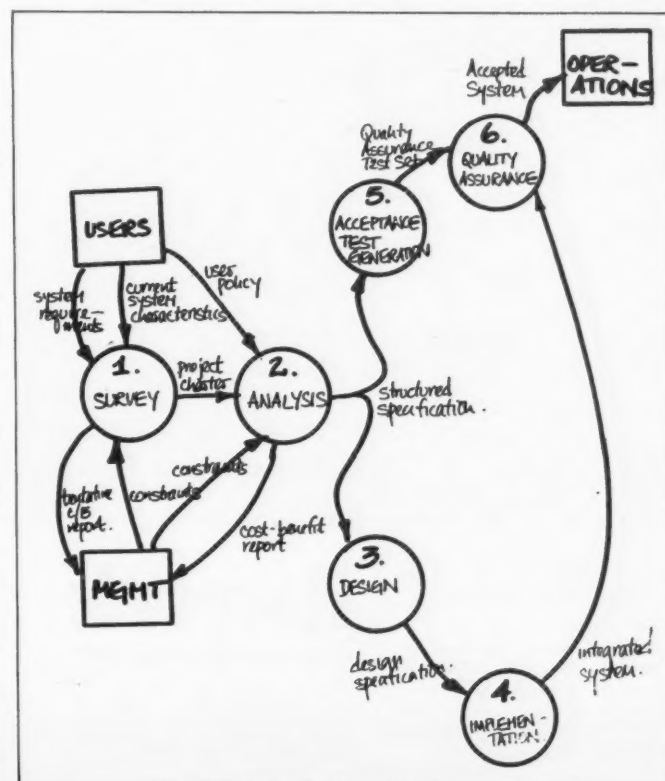 OPER-
ATIONS
Accepted
System
6.
QUALITY
ASSURANCE
Quality
Assurance
Test Set
5.
ACCEPTANCE
TEST
GENERATION
USERS
system
require-
ments
current
system
characteristics
user
policy
1.
SURVEY
project
charter
2.
ANALYSIS
structured
specification.
tentative
C/B
report.
constraints
constraints
cost-benefit
report
MGMT
3.
DESIGN
design
specification.
integrated
system.
4.
IMPLEMEN-
TATION